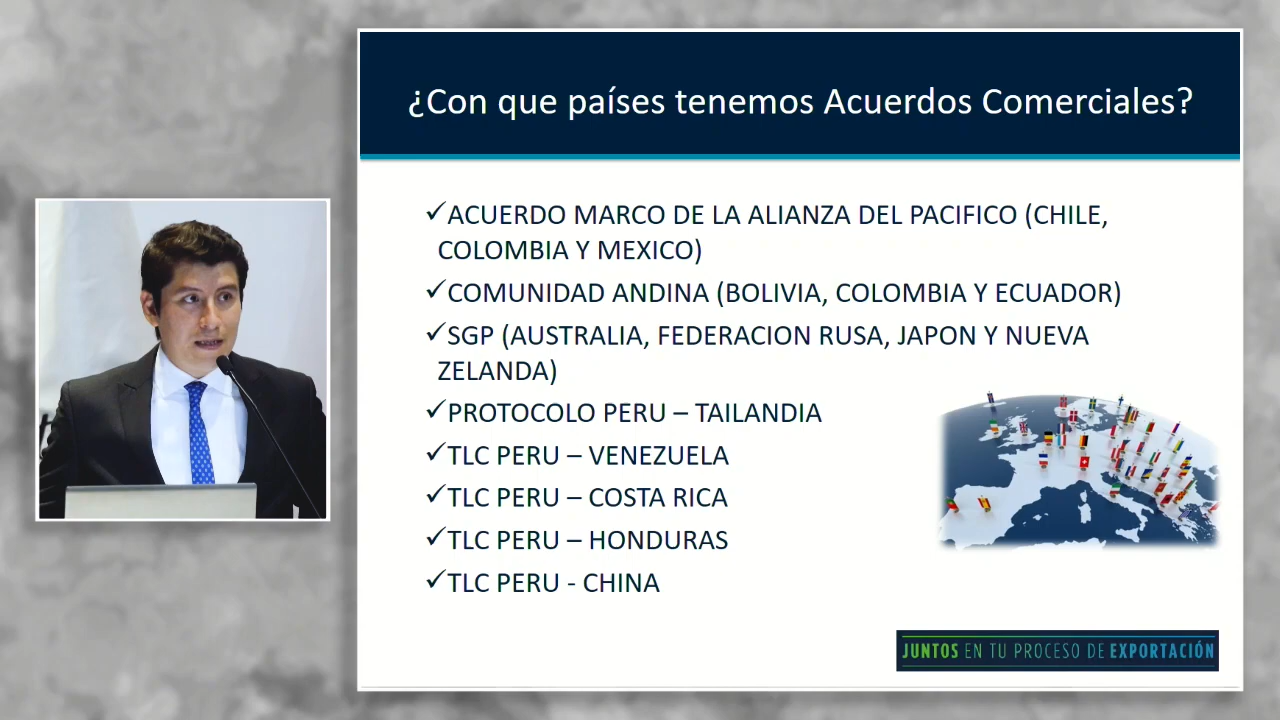 ¿Con que países tenemos Acuerdos Comerciales?
✓ACUERDO MARCO DE LA ALIANZA DEL PACIFICO (CHILE,
COLOMBIA Y MEXICO)
✓COMUNIDAD ANDINA (BOLIVIA, COLOMBIA Y ECUADOR)
✓SGP (AUSTRALIA, FEDERACION RUSA, JAPON Y NUEVA
ZELANDA)
✓PROTOCOLO PERU – TAILANDIA
✓TLC PERU – VENEZUELA
✓TLC PERU – COSTA RICA
✓TLC PERU – HONDURAS
✓TLC PERU - CHINA
JUNTOS EN TU PROCESO DE EXPORTACIÓN